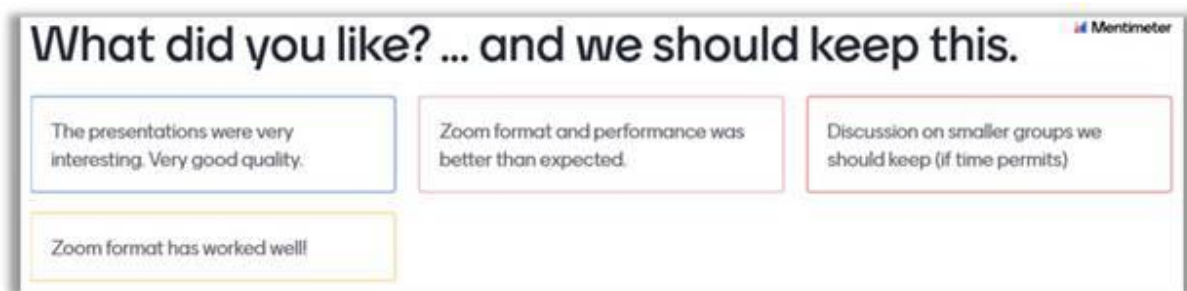 Mentimeter
What did you like? ... and we should keep this.
The presentations were very
interesting. Very good quality.
Zoom format and performance was
better than expected.
Discussion on smaller groups we
should keep (if time permits)
Zoom format has worked well!